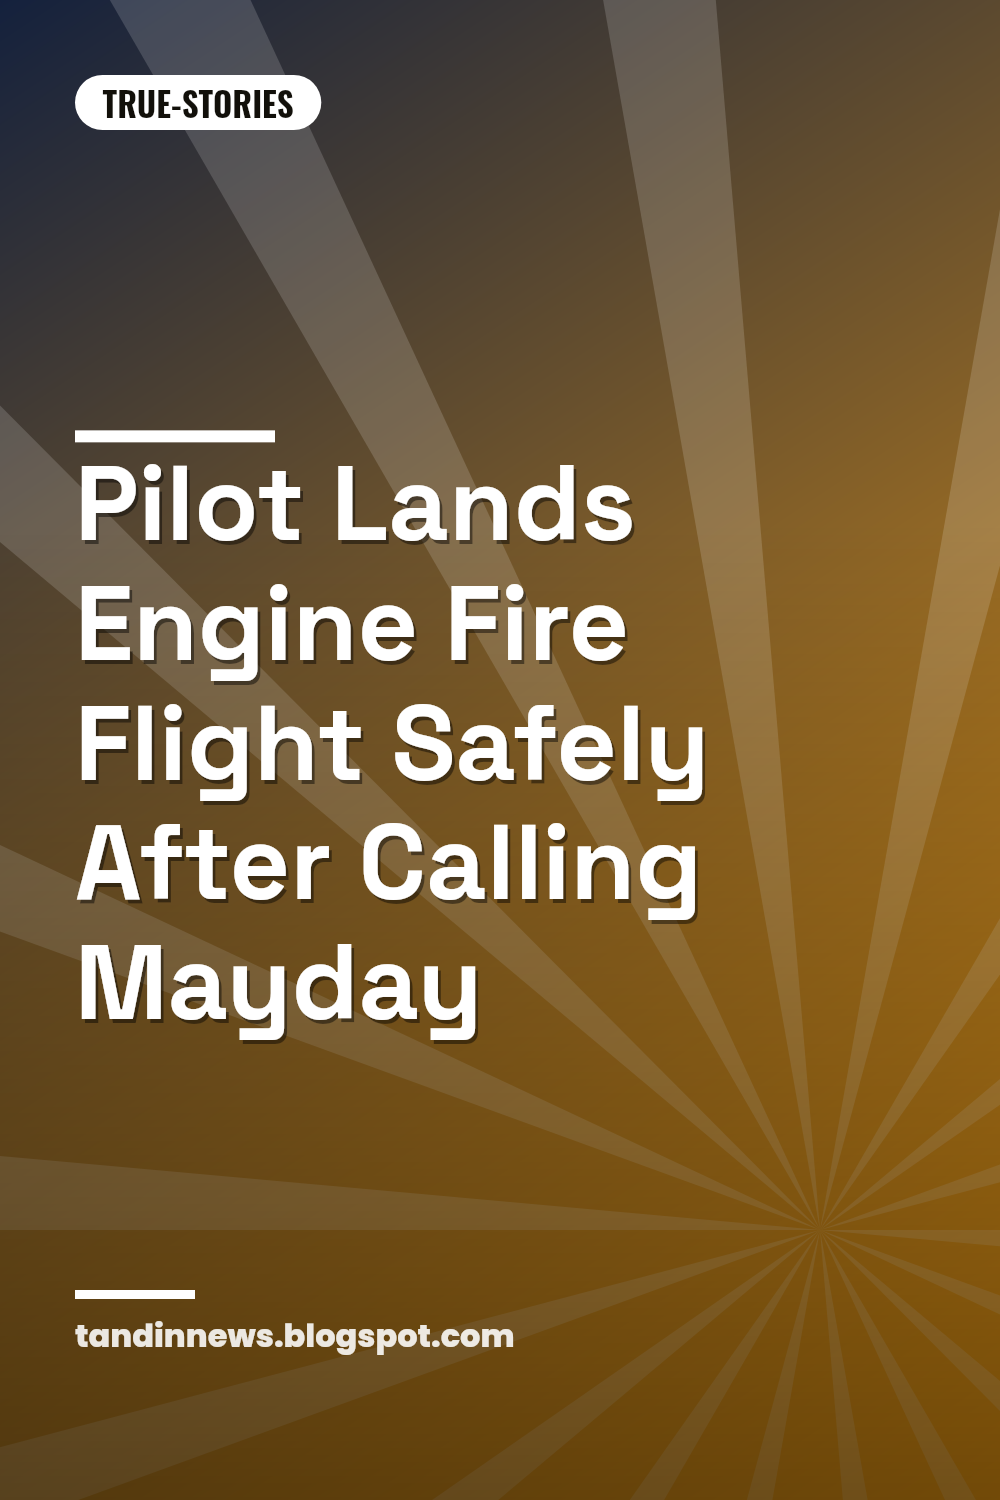 TRUE-STORIES
Pilot Lands
Engine Fire
Flight Safely
After Calling
Mayday
tandinnews.blogspot.com